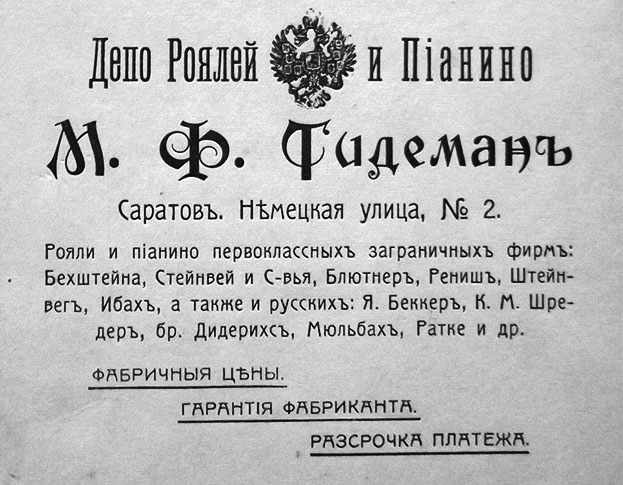 Депо Роялей и Піанино
М. Ф. Тидеманъ
Саратовъ. Нѣмецкая улица, № 2.
Рояли и піанино первоклассныхъ заграничныхъ фирмъ:
Бехштейна, Стейнвей и С-вья, Блютнеръ, Ренишъ, Штейн-
вегъ, Ибахъ, а также и русскихъ: Я. Беккеръ, К. М. Шре-
деръ, бр. Дидерихсъ, Мюльбахъ, Ратке и др.
ФАБРИЧНЫЯ ЦѢНЫ.
ГАРАНТІЯ ФАБРИКАНТА.
РАЗСРОЧКА ПЛАТЕЖА.